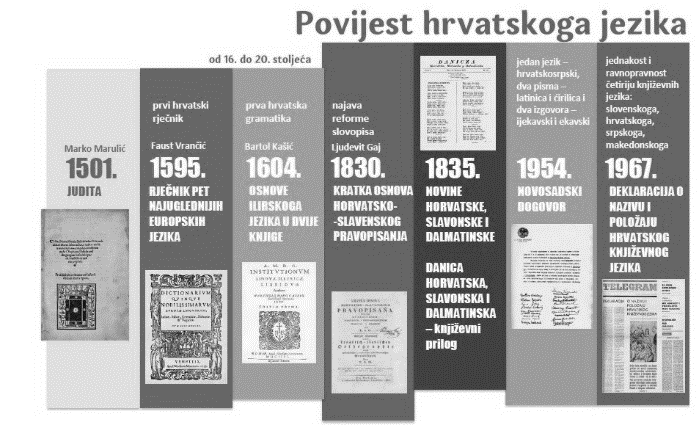 Povijest hrvatskoga jezika
od 16. do 20. stoljeća
Marko Marulić
1501.
JUDITA
prvi hrvatski
rječnik
Faust Vrančić
1595.
RJEČNIK PET
NAJUGLEDNIJIH
EUROPSKIH
JEZIKA
DICTIONARIUM
prva hrvatska
gramatika
Bartol Kašić
1604.
OSNOVE
ILIRSKOGA
JEZIKA U DVIJE
KNJIGE
INSTITVTIONVM
najava
reforme
slovopisa
Ljudevit Gaj
1830.
KRATKA OSNOVA
HORVATSKO-
-SLAVENSKOG
PRAVOPISANJA
PRAVOPISANA
DANICZA
1835.
NOVINE
HORVATSKE,
SLAVONSKE I
DALMATINSKE
DANICA
HORVATSKA,
SLAVONSKA I
DALMATINSKA
– književni
prilog
jedan jezik –
hrvatskosrpski,
dva pisma –
latinica i ćirilica i
dva izgovora –
ijekavski i ekavski
1954.
NOVOSADSKI
DOGOVOR
jednakost i
ravnopravnost
četiriju književnih
jezika:
slovenskoga,
hrvatskoga,
srpskoga,
makedonskoga
1967.
DEKLARACIJA O
NAZIVU I
POLOŽAJU
HRVATSKOG
KNJIŽEVNOG
JEZIKA
TELEGRAM